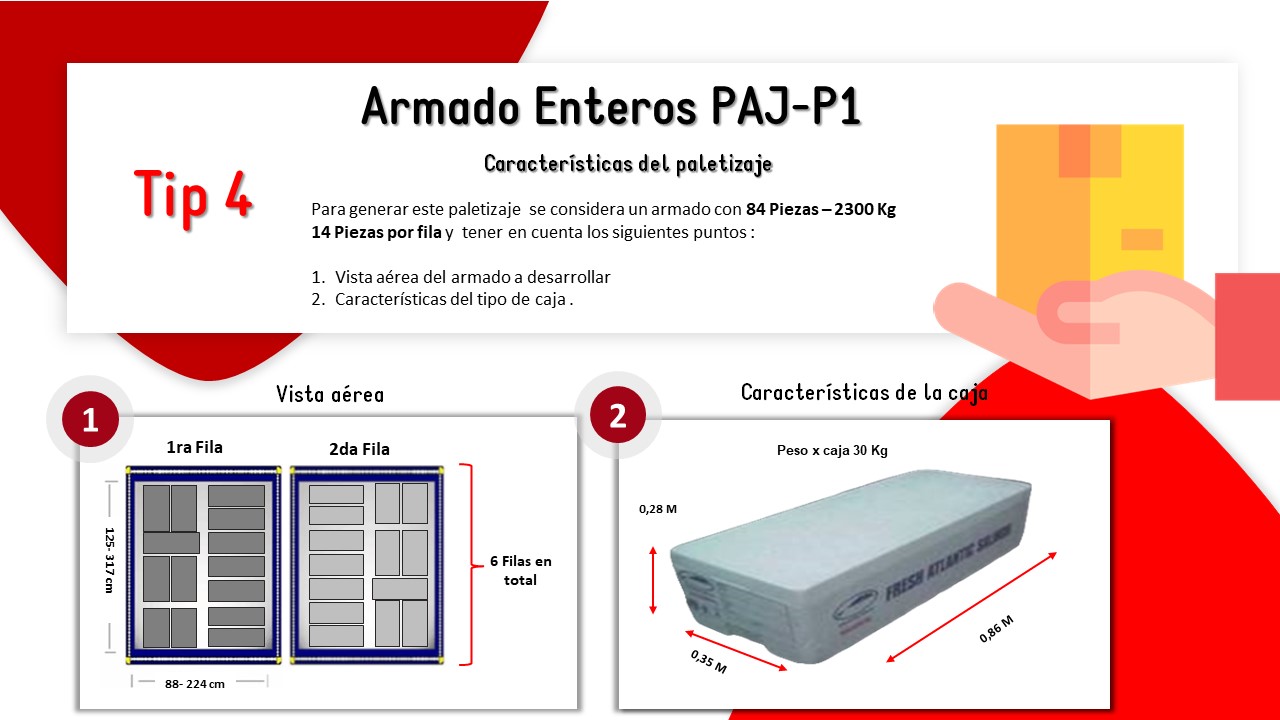 Armado Enteros PAJ-P1
Características del paletizaje
Tip 4
Para generar este paletizaje se considera un armado con 84 Piezas – 2300 Kg
14 Piezas por fila y tener en cuenta los siguientes puntos :
1. Vista aérea del armado a desarrollar
2. Características del tipo de caja .
Vista aérea
1
1ra Fila
2da Fila
125- 317 cm
6 Filas en
total
88- 224 cm
Características de la caja
2
Peso x caja 30 Kg
0,28 M
FRESH ATLANTIC SALMON
0,86 M
0,35 M